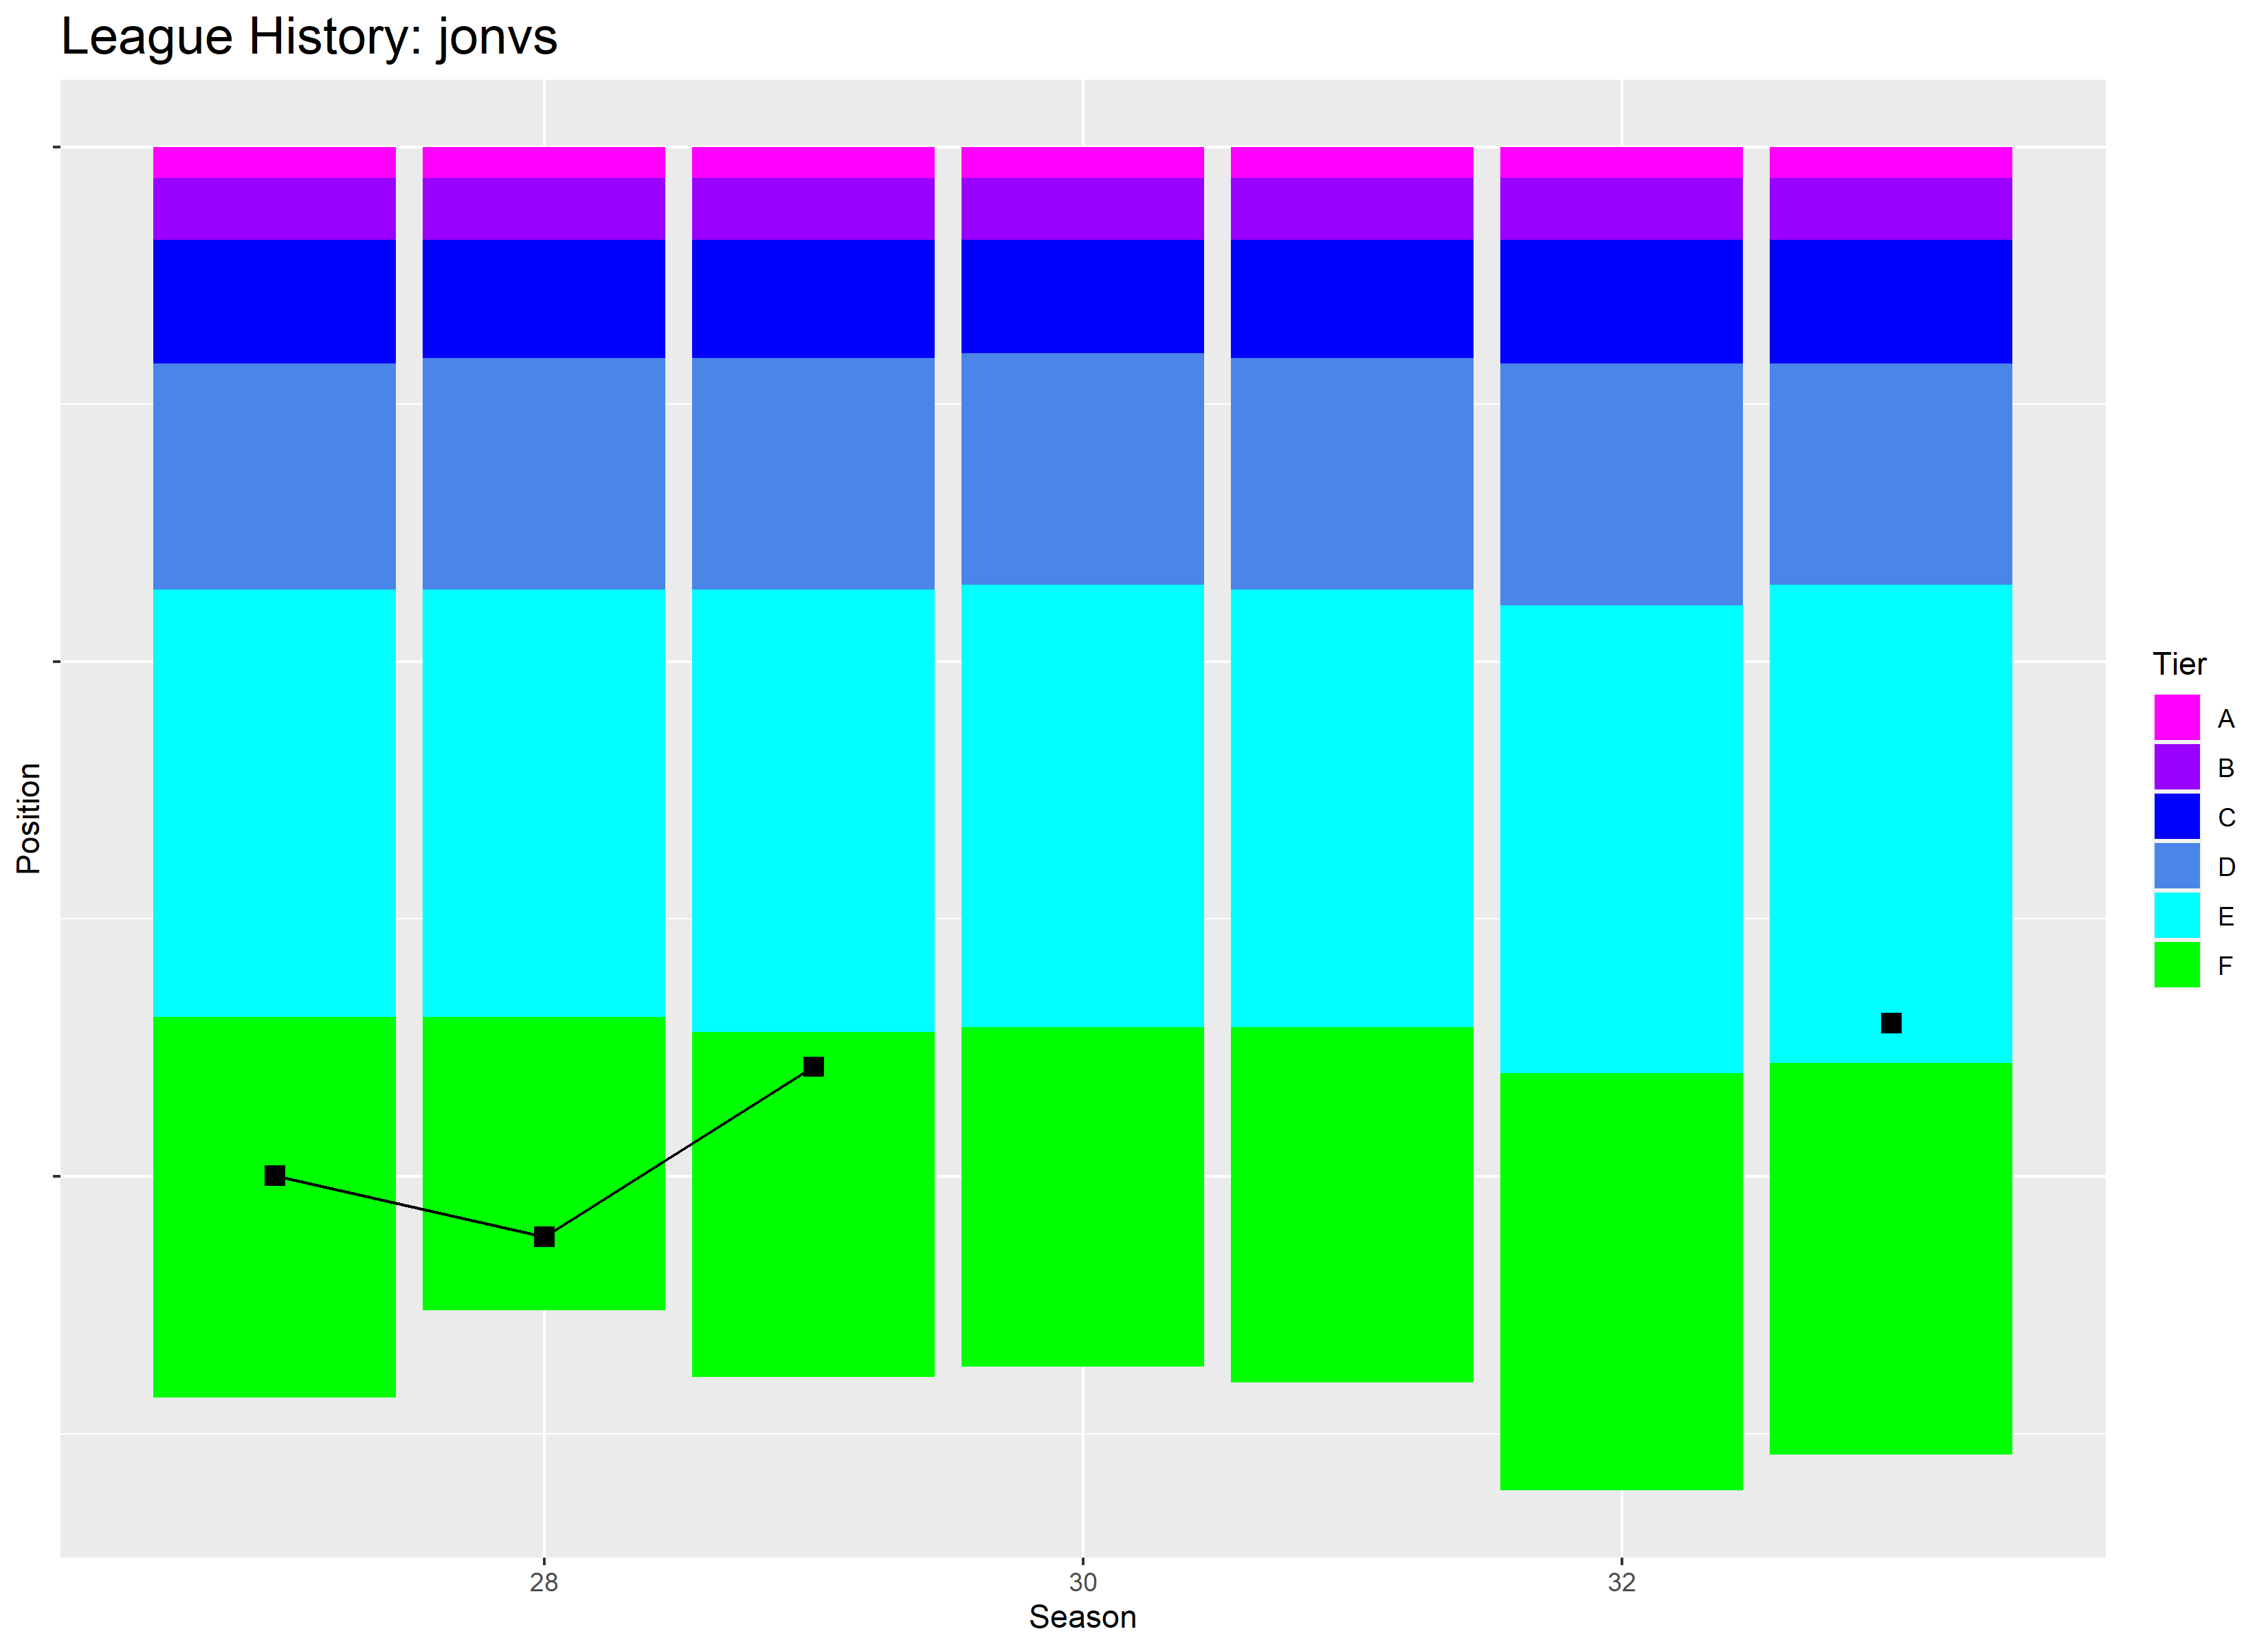 League History: jonvs
Position
28
30
32
Season
Tier
A
B
C
D
E
F